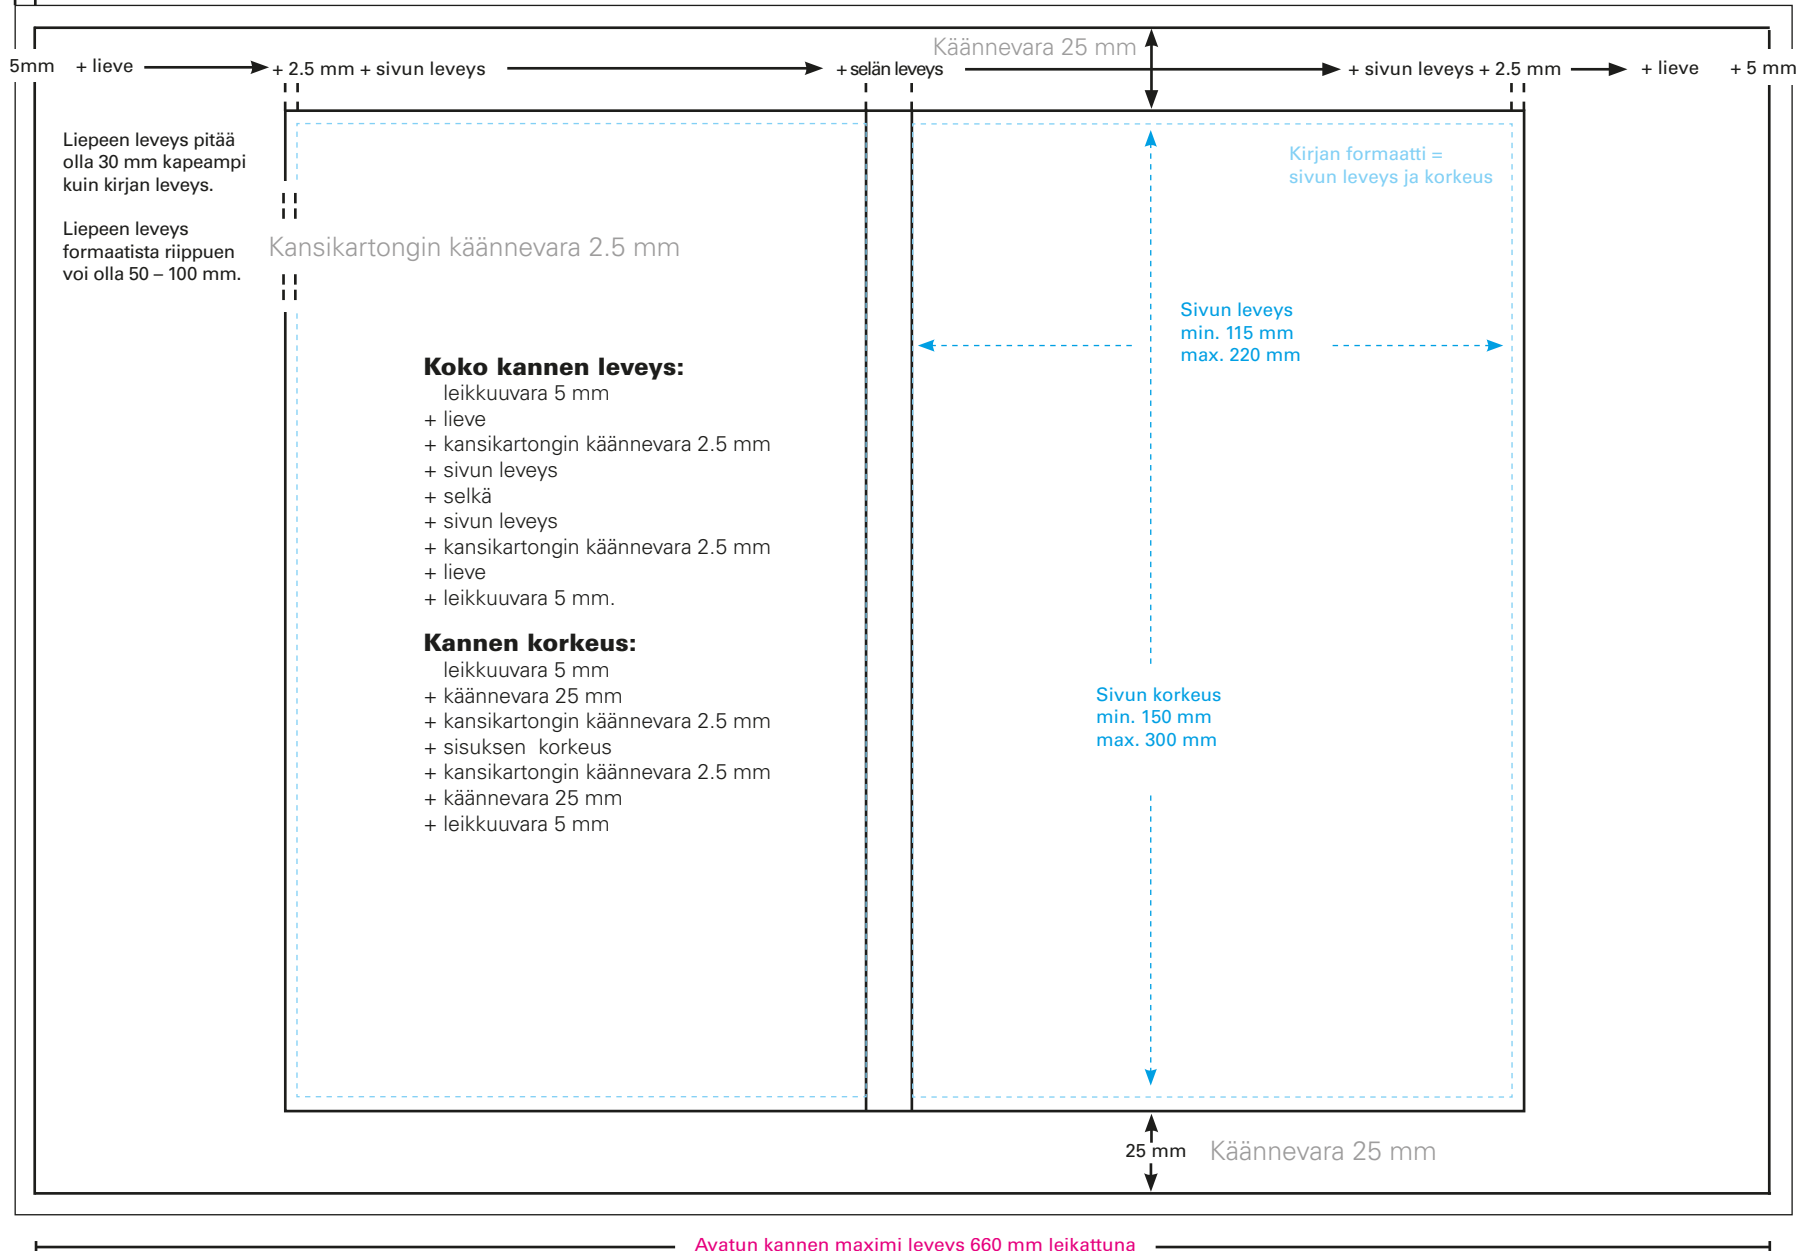 Käännevara 25 mm
5mm + lieve + 2.5 mm + sivun leveys + selän leveys + sivun leveys + 2.5 mm + lieve + 5 mm
Liepeen leveys pitää
olla 30 mm kapeampi
kuin kirjan leveys.
Liepeen leveys
formaatista riippuen
voi olla 50 – 100 mm.
Kirjan formaatti =
sivun leveys ja korkeus
Kansikartongin käännevara 2.5 mm
Sivun leveys
min. 115 mm
max. 220 mm
Koko kannen leveys:
leikkuuvara 5 mm
+ lieve
+ kansikartongin käännevara 2.5 mm
+ sivun leveys
+ selkä
+ sivun leveys
+ kansikartongin käännevara 2.5 mm
+ lieve
+ leikkuuvara 5 mm.
Kannen korkeus:
leikkuuvara 5 mm
+ käännevara 25 mm
+ kansikartongin käännevara 2.5 mm
+ sisuksen korkeus
+ kansikartongin käännevara 2.5 mm
+ käännevara 25 mm
+ leikkuuvara 5 mm
Sivun korkeus
min. 150 mm
max. 300 mm
25 mm Käännevara 25 mm
Avatun kannen maximi leveys 660 mm leikattuna